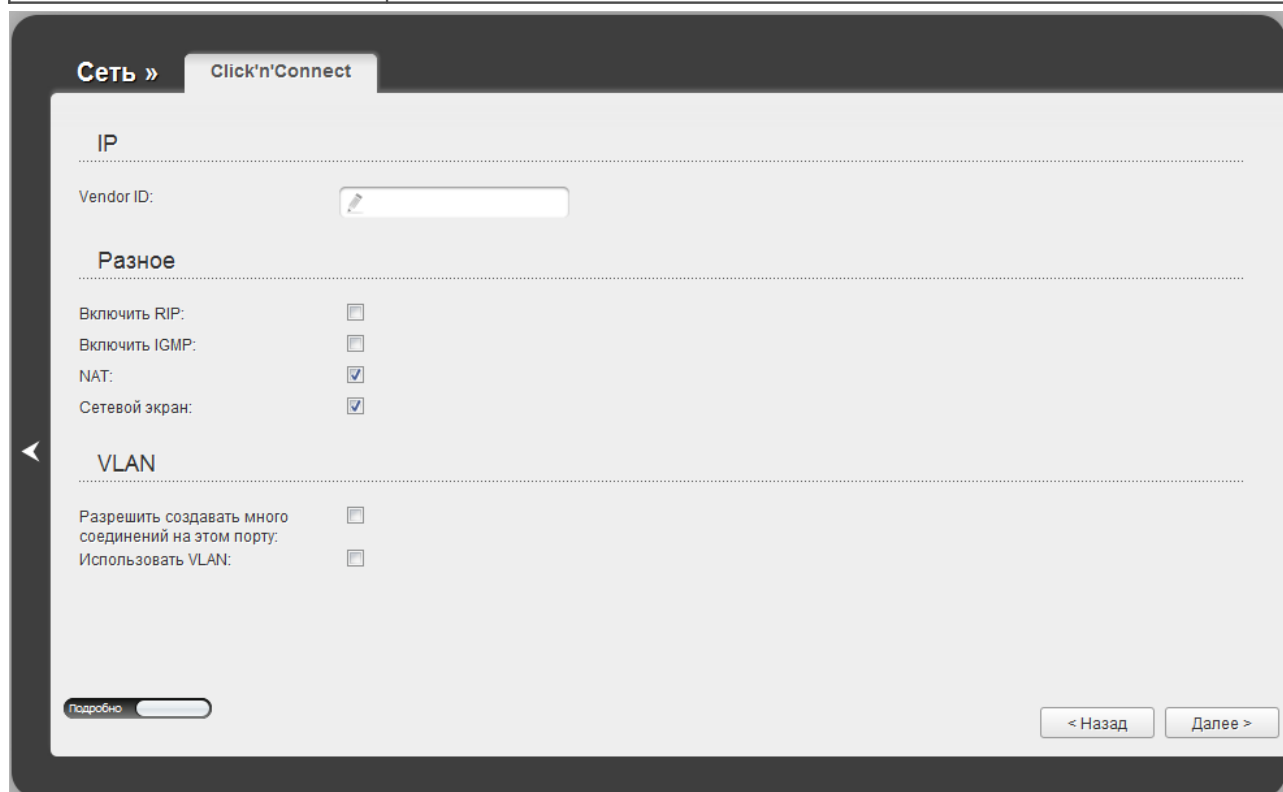 Сеть »
Click'n'Connect
IP
Vendor ID:
Разное
Включить RIP:
Включить IGMP:
NAT:
Сетевой экран:
VLAN
Разрешить создавать много
соединений на этом порту:
Использовать VLAN:
Подробно
< Назад
Далее >